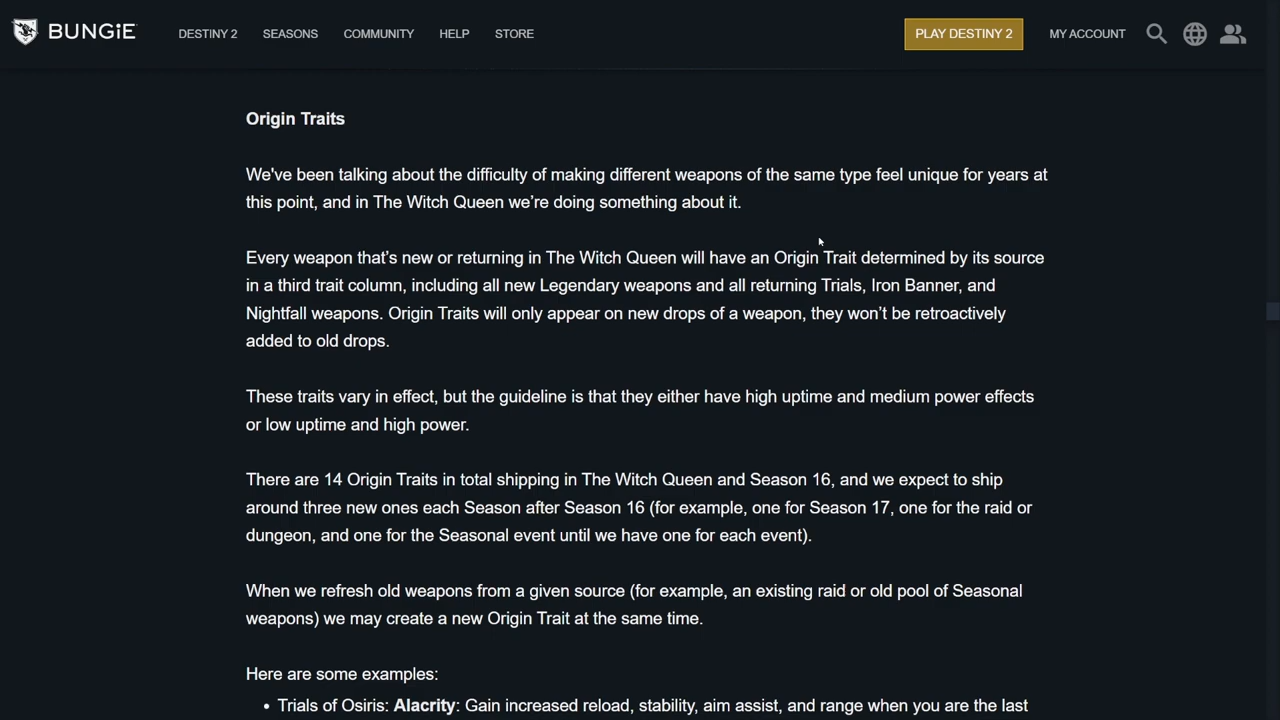 BUNGiE DESTINY 2 SEASONS COMMUNITY HELP STORE PLAY DESTINY 2 MY ACCOUNT
Origin Traits
We've been talking about the difficulty of making different weapons of the same type feel unique for years at
this point, and in The Witch Queen we’re doing something about it.
Every weapon that’s new or returning in The Witch Queen will have an Origin Trait determined by its source
in a third trait column, including all new Legendary weapons and all returning Trials, Iron Banner, and
Nightfall weapons. Origin Traits will only appear on new drops of a weapon, they won’t be retroactively
added to old drops.
These traits vary in effect, but the guideline is that they either have high uptime and medium power effects
or low uptime and high power.
There are 14 Origin Traits in total shipping in The Witch Queen and Season 16, and we expect to ship
around three new ones each Season after Season 16 (for example, one for Season 17, one for the raid or
dungeon, and one for the Seasonal event until we have one for each event).
When we refresh old weapons from a given source (for example, an existing raid or old pool of Seasonal
weapons) we may create a new Origin Trait at the same time.
Here are some examples:
• Trials of Osiris: Alacrity: Gain increased reload, stability, aim assist, and range when you are the last